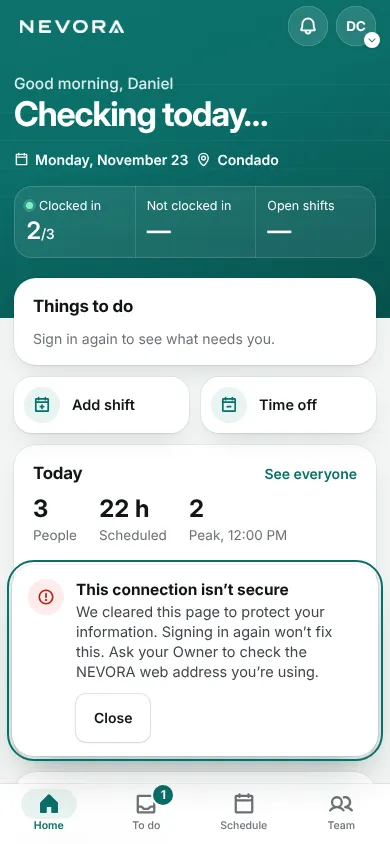 NEVORA
DC
Good morning, Daniel
Checking today...
Monday, November 23 Condado
Clocked in
2/3
Not clocked in
—
Open shifts
—
Things to do
Sign in again to see what needs you.
Add shift
Time off
Today
See everyone
3
People
22 h
Scheduled
2
Peak, 12:00 PM
This connection isn’t secure
We cleared this page to protect your
information. Signing in again won’t fix
this. Ask your Owner to check the
NEVORA web address you’re using.
Close
Home
1
To do
Schedule
Team